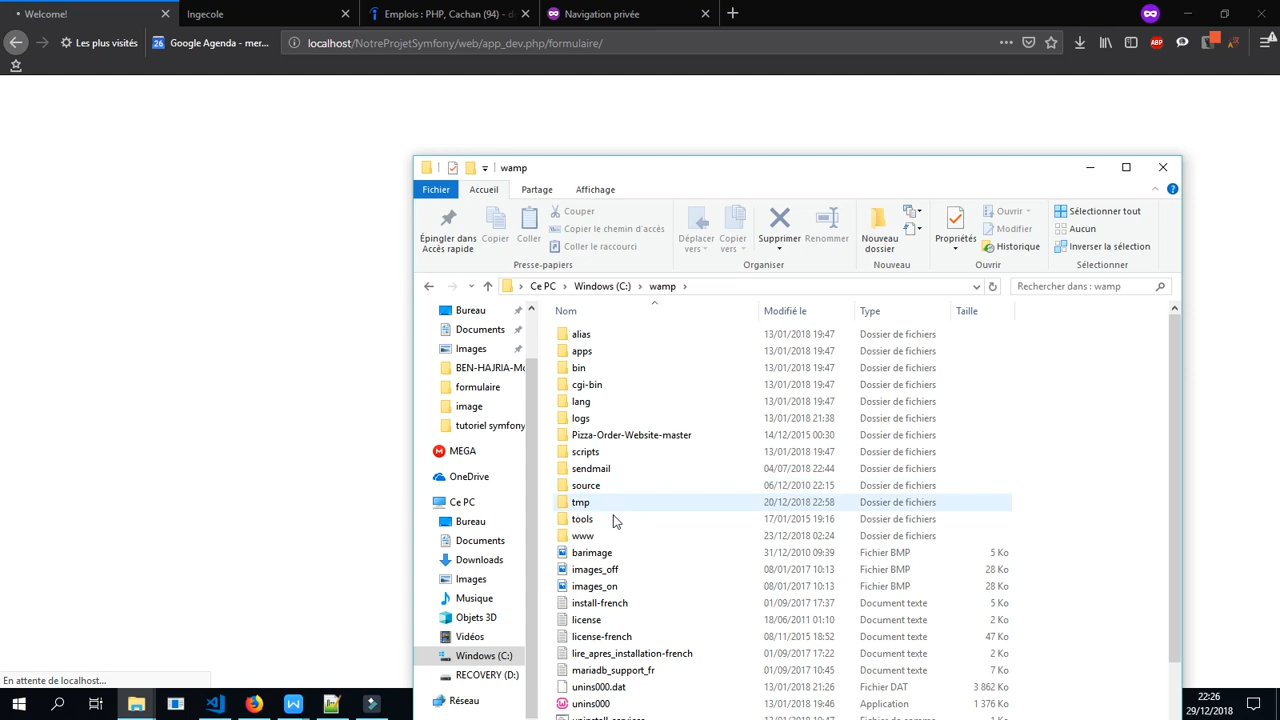 Ingwelcome!
Ingecole
Emplois : PHP, Cachan (94) - de
Navigation privée
Les plus visités
26
Google Agenda - mer...
localhost/NotreProjetSymfony/web/app_dev.php/formulaire/
ABP
wamp
Fichier
Accueil
Partage
Affichage
Épingler dans
Accès rapide
Copier
Coller
Couper
Copier le chemin d'accès
Coller le raccourci
Presse-papiers
Déplacer
vers
Copier
vers
Supprimer
Renommer
Organiser
Nouveau
dossier
Nouveau
Propriétés
Ouvrir
Modifier
Historique
Ouvrir
Sélectionner tout
Aucun
Inverser la sélection
Sélectionner
Ce PC
Windows (C:)
wamp
Rechercher dans : wamp
Bureau
Documents
Images
BEN-HAJRIA-Mo
formulaire
image
tutoriel symfony
MEGA
OneDrive
Ce PC
Bureau
Documents
Downloads
Images
Musique
Objets 3D
Vidéos
Windows (C:)
RECOVERY (D:)
Réseau
Nom Modifié le Type Taille
alias 13/01/2018 19:47 Dossier de fichiers
apps 13/01/2018 19:47 Dossier de fichiers
bin 13/01/2018 19:47 Dossier de fichiers
cgi-bin 13/01/2018 19:47 Dossier de fichiers
lang 13/01/2018 19:47 Dossier de fichiers
logs 13/01/2018 21:38 Dossier de fichiers
Pizza-Order-Website-master 14/12/2015 00:30 Dossier de fichiers
scripts 13/01/2018 19:47 Dossier de fichiers
sendmail 04/07/2018 22:44 Dossier de fichiers
source 06/12/2010 22:15 Dossier de fichiers
tmp 20/12/2018 22:58 Dossier de fichiers
tools 17/01/2015 19:16 Dossier de fichiers
www 23/12/2018 02:24 Dossier de fichiers
barimage 31/12/2010 09:39 Fichier BMP 5 Ko
images_off 08/01/2017 10:13 Fichier BMP 28 Ko
images_on 08/01/2017 10:13 Fichier BMP 28 Ko
install-french 01/09/2017 17:37 Document texte 5 Ko
license 18/06/2011 01:10 Document texte 2 Ko
license-french 08/11/2015 18:52 Document texte 47 Ko
lire_apres_installation-french 01/09/2017 17:22 Document texte 2 Ko
mariadb_support_fr 01/09/2017 10:45 Document texte 7 Ko
unins000.dat 13/01/2018 21:26 Fichier DAT 3 862 Ko
unins000 13/01/2018 19:46 Application 1 376 Ko
En attente de localhost...
22:26
29/12/2018